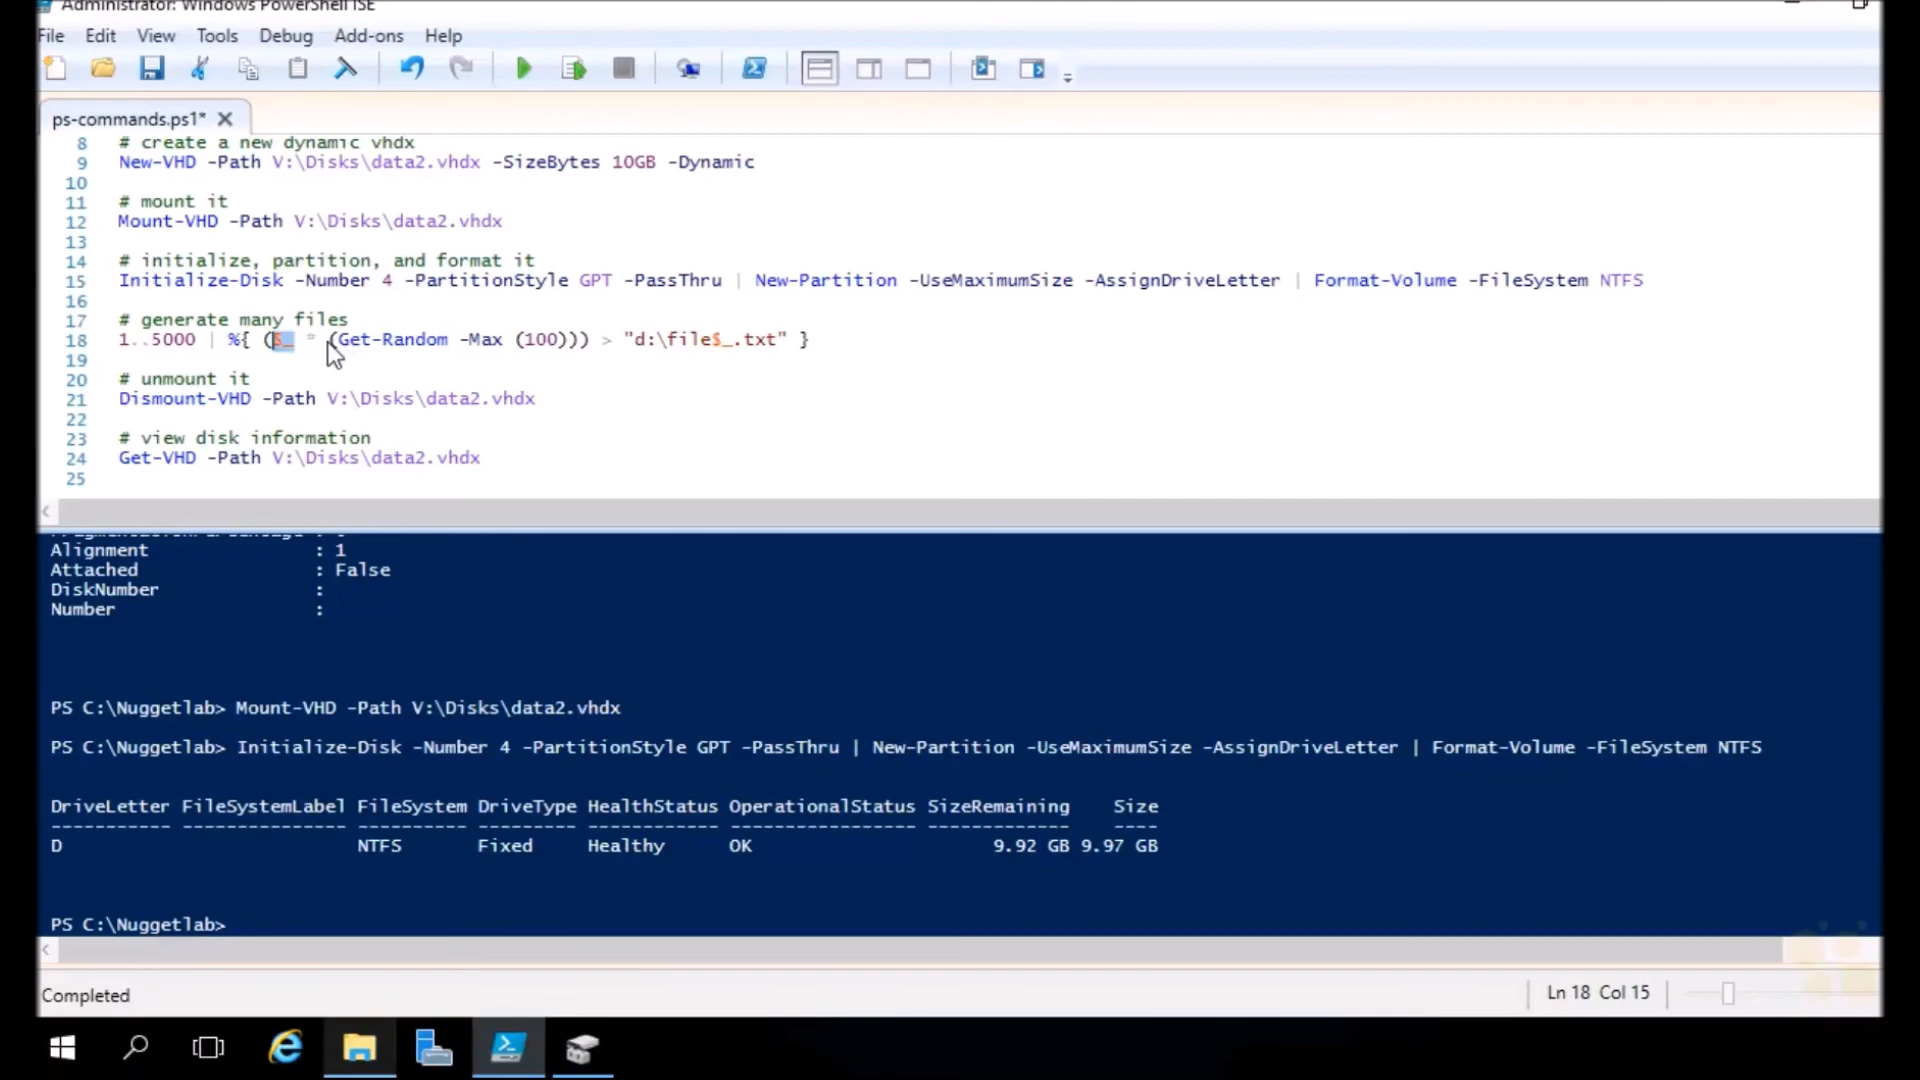 Administrator: Windows PowerShell ISE
File Edit View Tools Debug Add-ons Help
ps-commands.ps1*
8 # create a new dynamic vhdx
9 New-VHD -Path V:\Disks\data2.vhdx -SizeBytes 10GB -Dynamic
10
11 # mount it
12 Mount-VHD -Path V:\Disks\data2.vhdx
13
14 # initialize, partition, and format it
15 Initialize-Disk -Number 4 -PartitionStyle GPT -PassThru | New-Partition -UseMaximumSize -AssignDriveLetter | Format-Volume -FileSystem NTFS
16
17 # generate many files
18 1..5000 | %{ ($_ * (Get-Random -Max (100))) > "d:\file$_.txt" }
19
20 # unmount it
21 Dismount-VHD -Path V:\Disks\data2.vhdx
22
23 # view disk information
24 Get-VHD -Path V:\Disks\data2.vhdx
25
Alignment : 1
Attached : False
DiskNumber :
Number :
PS C:\Nuggetlab> Mount-VHD -Path V:\Disks\data2.vhdx
PS C:\Nuggetlab> Initialize-Disk -Number 4 -PartitionStyle GPT -PassThru | New-Partition -UseMaximumSize -AssignDriveLetter | Format-Volume -FileSystem NTFS
DriveLetter FileSystemLabel FileSystem DriveType HealthStatus OperationalStatus SizeRemaining Size
----------- --------------- ---------- --------- ------------ ----------------- ------------- ----
D NTFS Fixed Healthy OK 9.92 GB 9.97 GB
PS C:\Nuggetlab>
Completed
Ln 18 Col 15